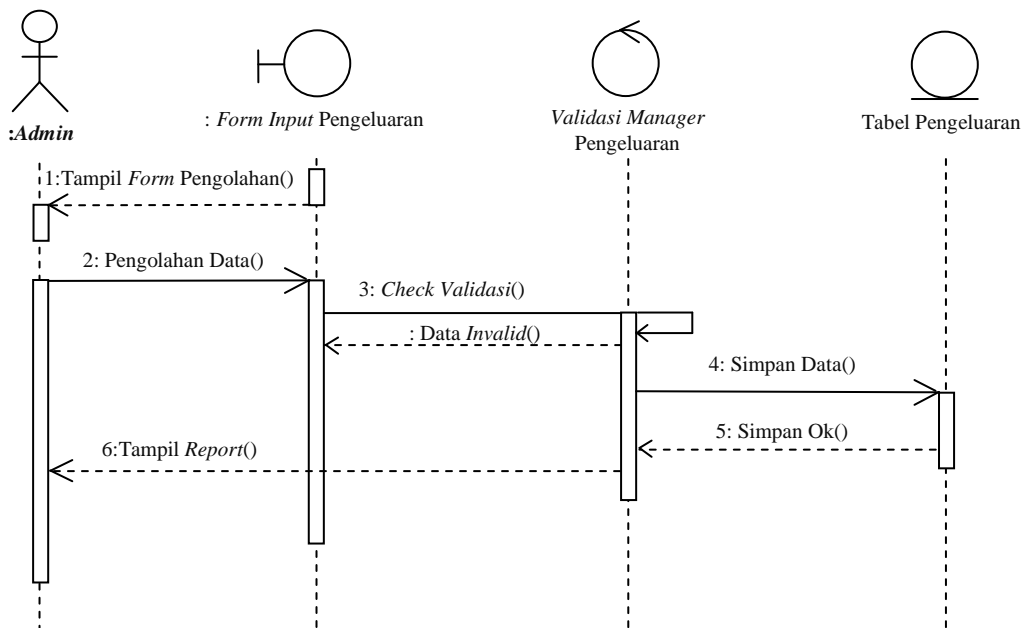 :Admin
: Form Input Pengeluaran
Validasi Manager
Pengeluaran
Tabel Pengeluaran
1:Tampil Form Pengolahan()
2: Pengolahan Data()
3: Check Validasi()
: Data Invalid()
4: Simpan Data()
5: Simpan Ok()
6:Tampil Report()